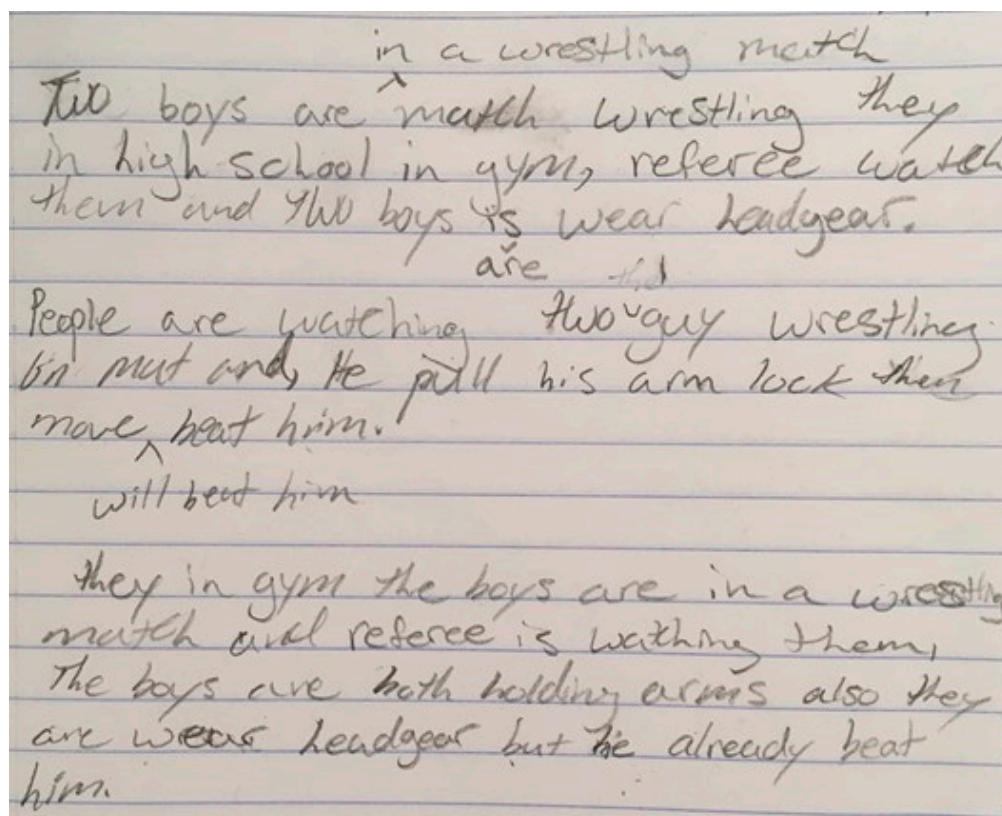 in a wrestling match
Two boys are match wrestling they
in high school in gym, referee watch
them and two boys is wear headgear.
are
People are watching two guy wrestling
on mat and, He pull his arm lock then
move beat him.
will beat him
they in gym the boys are in a wrestling
match and referee is wathing them,
The boys are both holding arms also they
are wear headgear but he already beat
him.